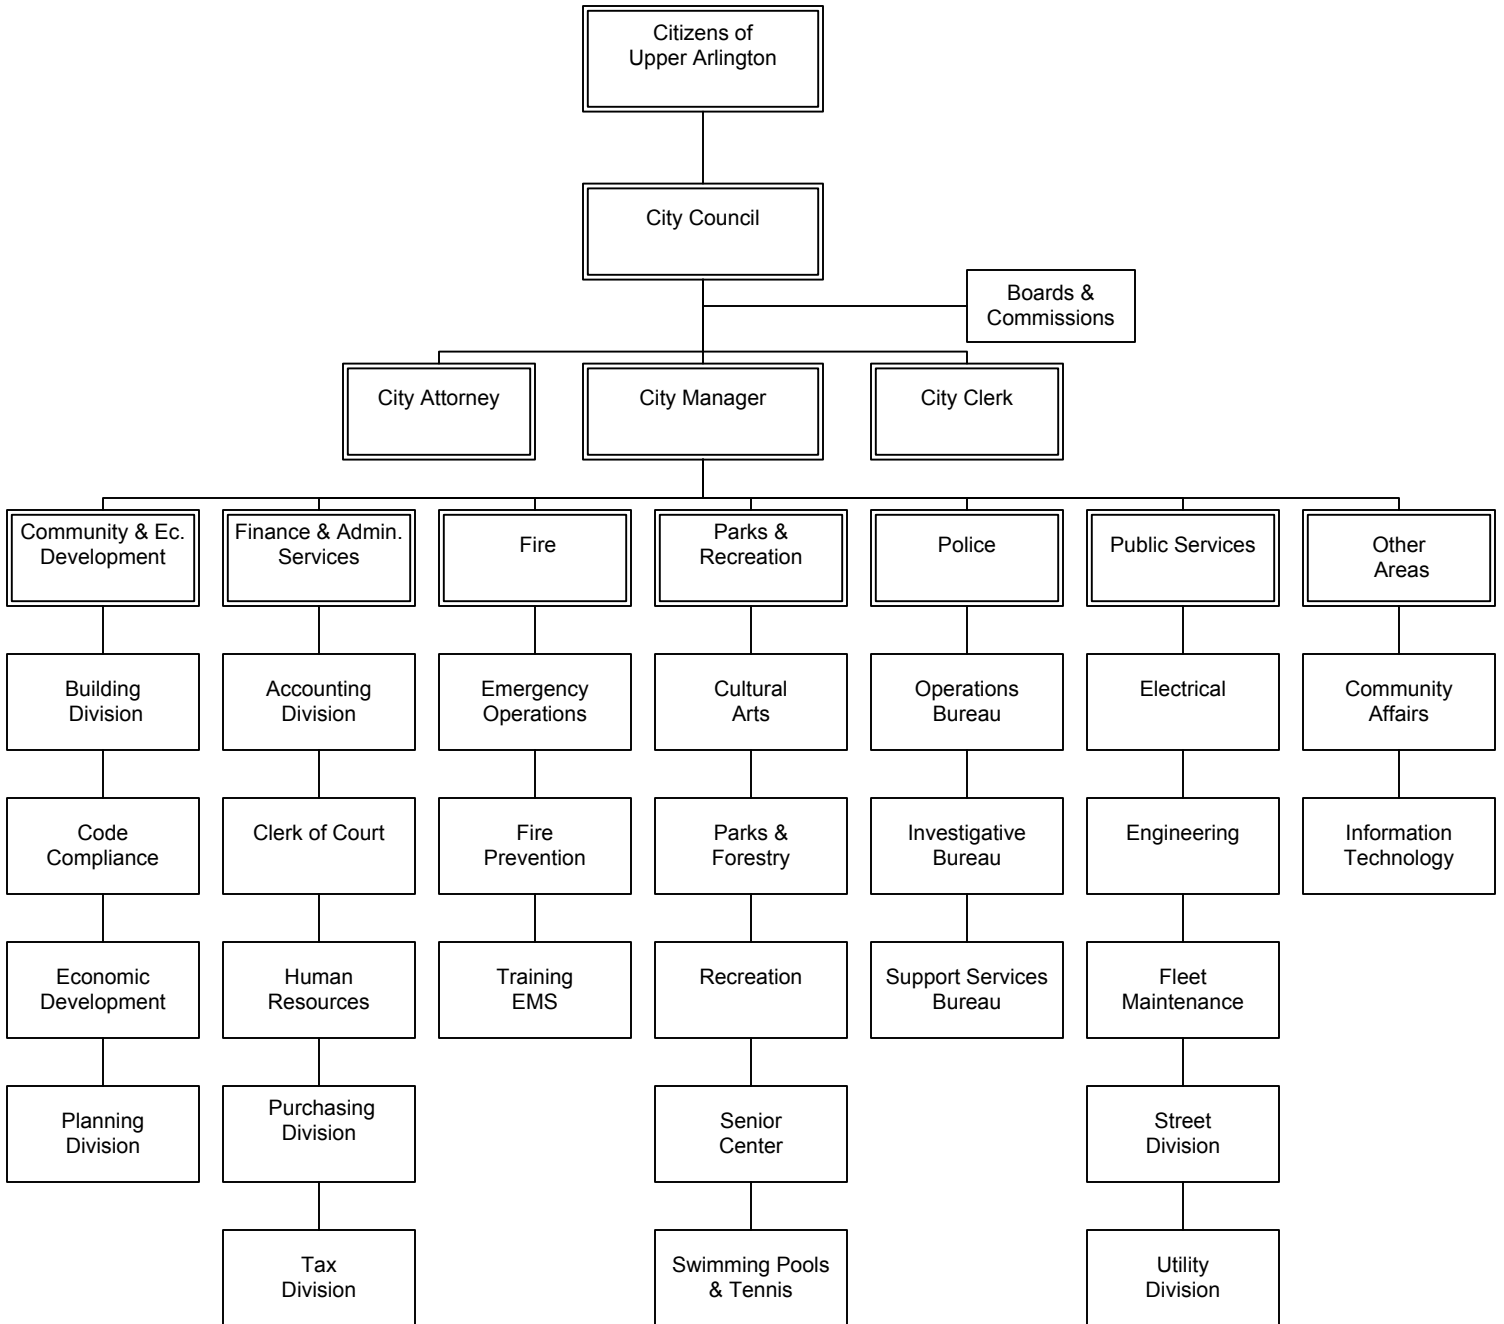 Citizens of
Upper Arlington
City Council
Boards &
Commissions
City Attorney
City Manager
City Clerk
Community & Ec.
Development
Finance & Admin.
Services
Fire
Parks &
Recreation
Police
Public Services
Other
Areas
Building
Division
Accounting
Division
Emergency
Operations
Cultural
Arts
Operations
Bureau
Electrical
Community
Affairs
Code
Compliance
Clerk of Court
Fire
Prevention
Parks &
Forestry
Investigative
Bureau
Engineering
Information
Technology
Economic
Development
Human
Resources
Training
EMS
Recreation
Support Services
Bureau
Fleet
Maintenance
Planning
Division
Purchasing
Division
Senior
Center
Street
Division
Tax
Division
Swimming Pools
& Tennis
Utility
Division